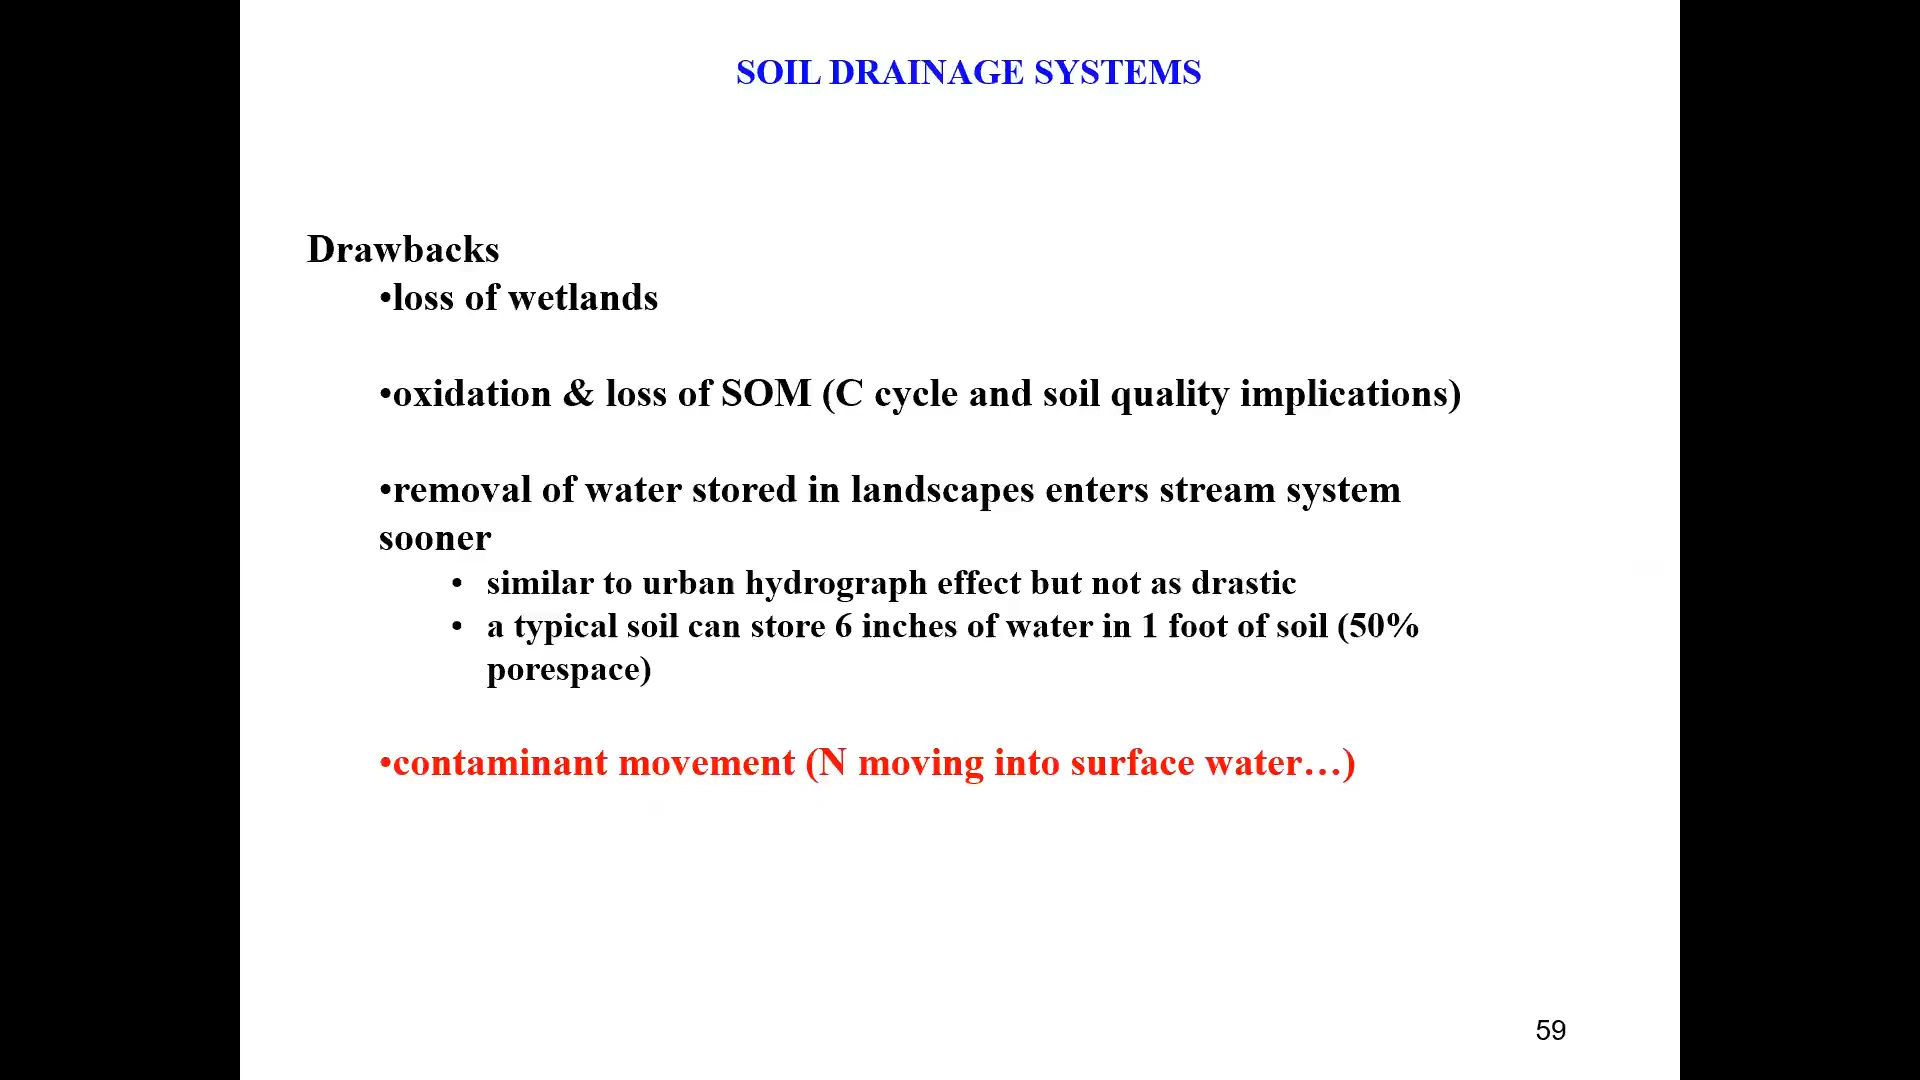 SOIL DRAINAGE SYSTEMS
Drawbacks
•loss of wetlands
•oxidation & loss of SOM (C cycle and soil quality implications)
•removal of water stored in landscapes enters stream system
sooner
• similar to urban hydrograph effect but not as drastic
• a typical soil can store 6 inches of water in 1 foot of soil (50%
porespace)
•contaminant movement (N moving into surface water…)
59